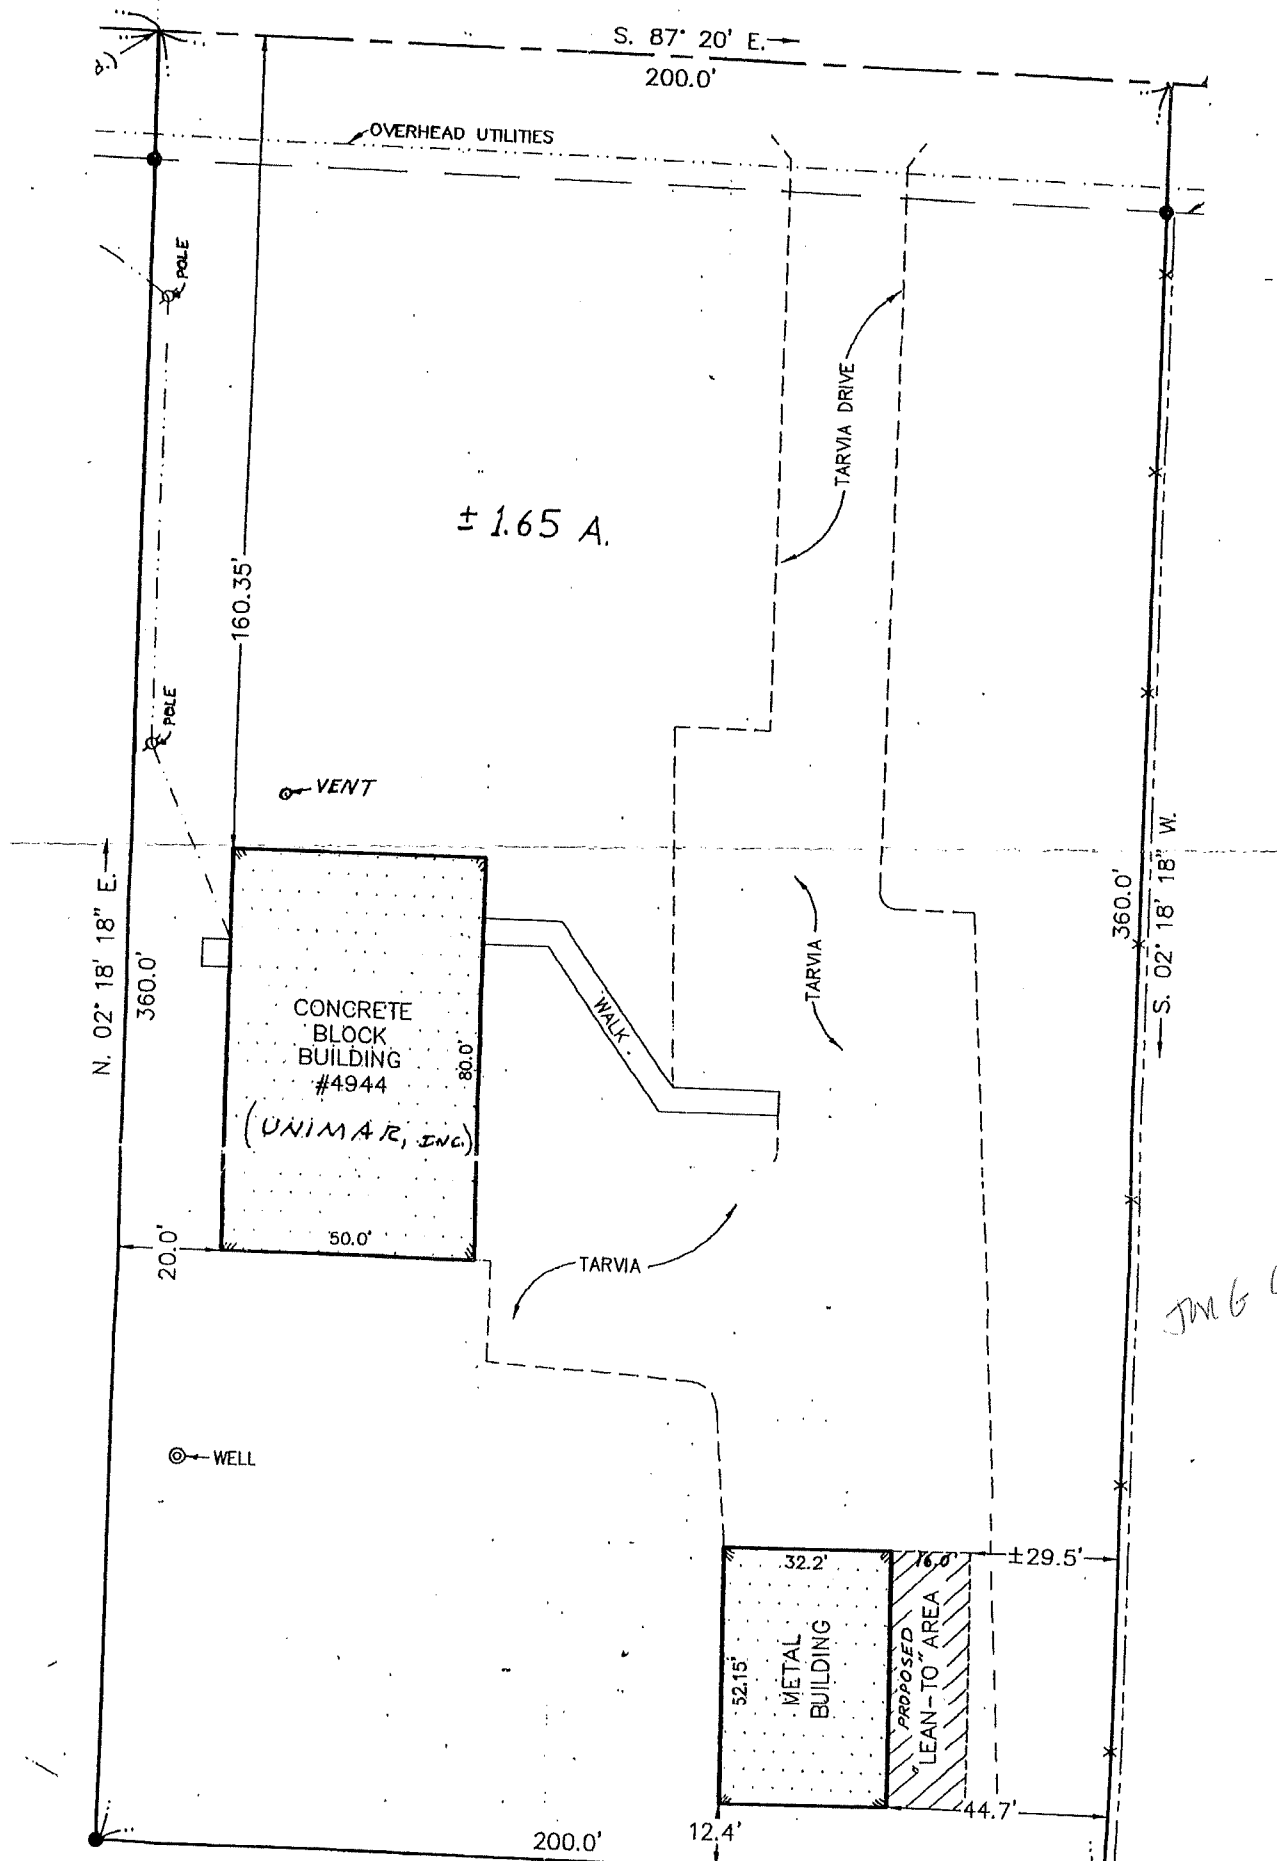 S. 87° 20' E.
200.0'
OVERHEAD UTILITIES
POLE
TARVIA DRIVE
± 1.65 A.
160.35'
POLE
VENT
N. 02° 18' 18" E.
360.0'
CONCRETE
BLOCK
BUILDING
#4944
(UNIMAR, INC.)
80.0'
50.0'
WALK
TARVIA
360.0'
S. 02° 18' 18" W.
20.0'
TARVIA
WELL
32.2'
16.0'
±29.5'
52.15'
METAL
BUILDING
PROPOSED
"LEAN-TO" AREA
44.7'
12.4'
200.0'